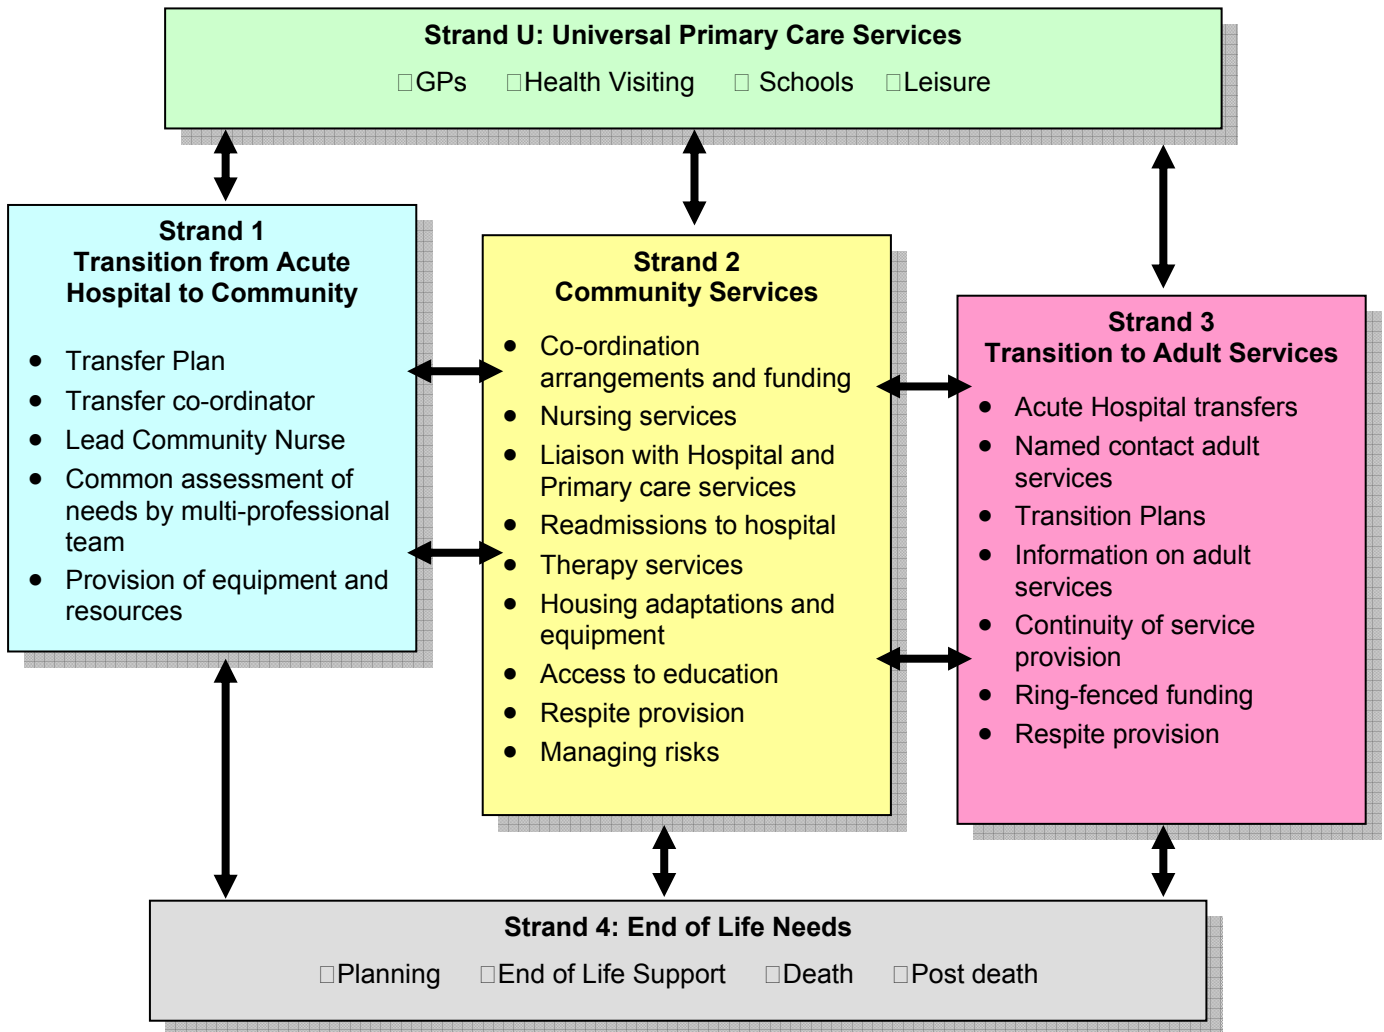 Strand U: Universal Primary Care Services
□GPs □Health Visiting □ Schools □Leisure
Strand 1
Transition from Acute
Hospital to Community
● Transfer Plan
● Transfer co-ordinator
● Lead Community Nurse
● Common assessment of
needs by multi-professional
team
● Provision of equipment and
resources
Strand 2
Community Services
● Co-ordination
arrangements and funding
● Nursing services
● Liaison with Hospital and
Primary care services
● Readmissions to hospital
● Therapy services
● Housing adaptations and
equipment
● Access to education
● Respite provision
● Managing risks
Strand 3
Transition to Adult Services
● Acute Hospital transfers
● Named contact adult
services
● Transition Plans
● Information on adult
services
● Continuity of service
provision
● Ring-fenced funding
● Respite provision
Strand 4: End of Life Needs
□Planning □End of Life Support □Death □Post death